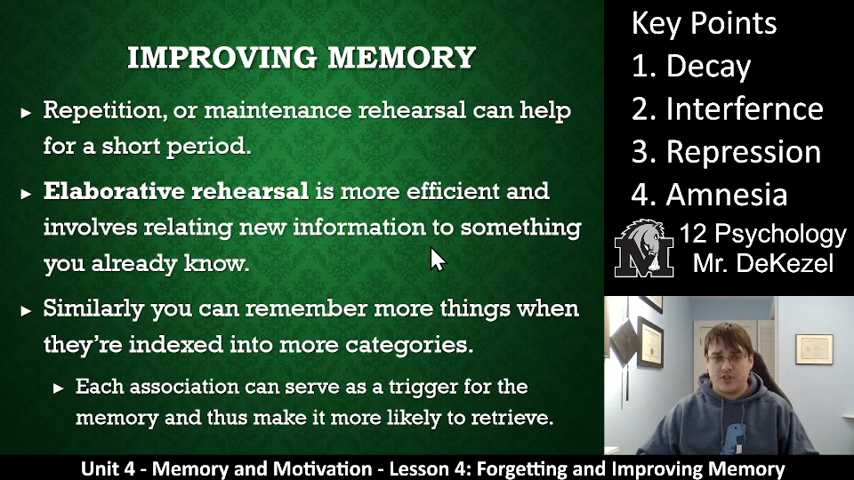 IMPROVING MEMORY
Repetition, or maintenance rehearsal can help
for a short period.
Elaborative rehearsal is more efficient and
involves relating new information to something
you already know.
Similarly you can remember more things when
they're indexed into more categories.
Each association can serve as a trigger for the
memory and thus make it more likely to retrieve.
Key Points
1. Decay
2. Interfernce
3. Repression
4. Amnesia
M
12 Psychology
Mr. DeKezel
Unit 4 - Memory and Motivation - Lesson 4: Forgetting and Improving Memory